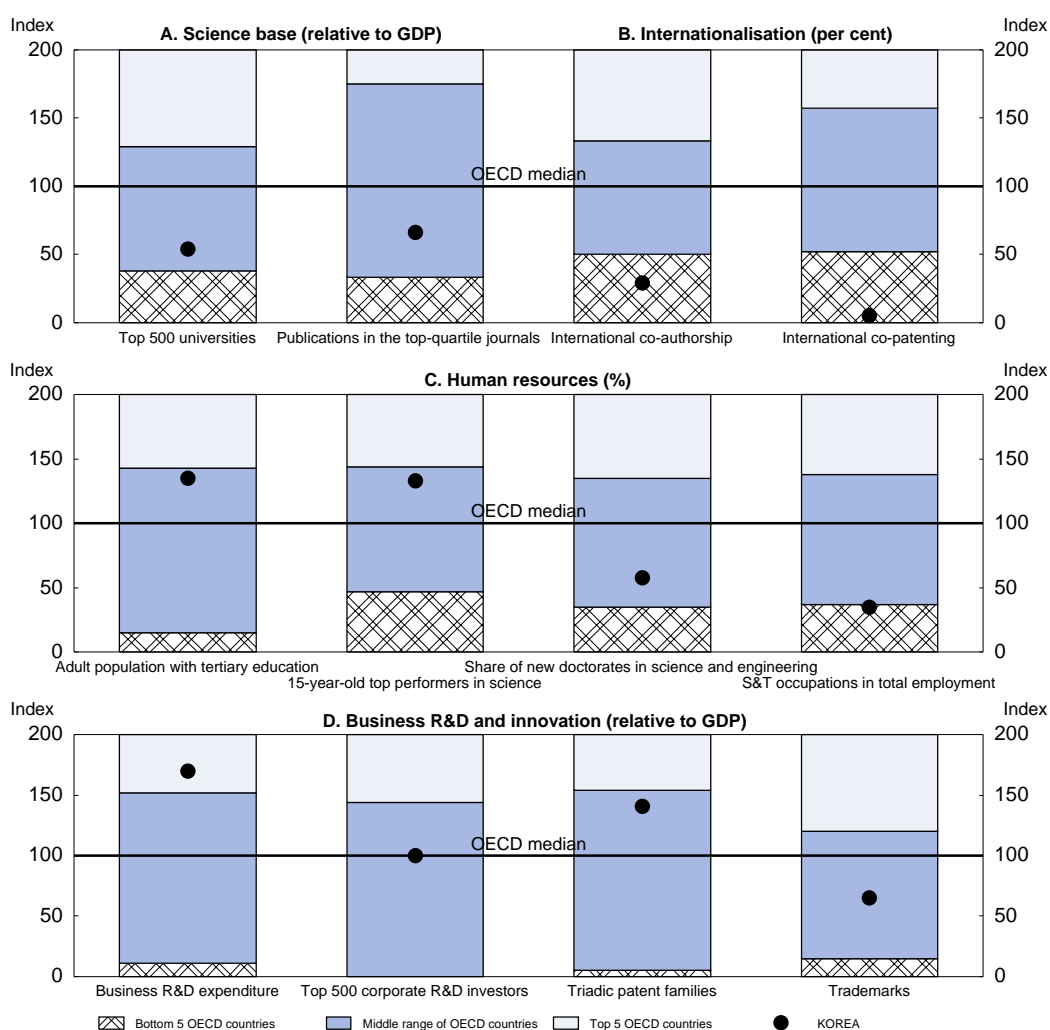 Index
Index
A. Science base (relative to GDP)
B. Internationalisation (per cent)
200
200
150
150
OECD median
100
100
50
50
0
0
Top 500 universities
Publications in the top-quartile journals
International co-authorship
International co-patenting
Index
Index
C. Human resources (%)
200
200
150
150
OECD median
100
100
50
50
0
0
Adult population with tertiary education
Share of new doctorates in science and engineering
15-year-old top performers in science
S&T occupations in total employment
Index
Index
D. Business R&D and innovation (relative to GDP)
200
200
150
150
OECD median
100
100
50
50
0
0
Business R&D expenditure
Top 500 corporate R&D investors
Triadic patent families
Trademarks
Bottom 5 OECD countries
Middle range of OECD countries
Top 5 OECD countries
KOREA